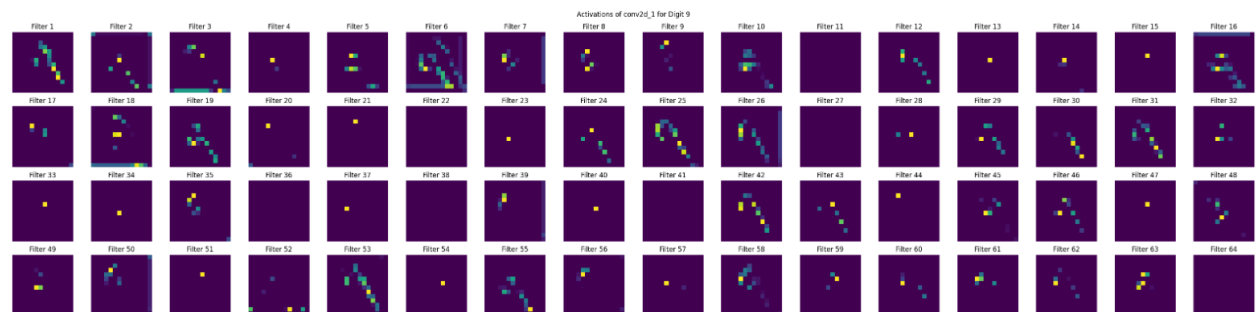 Activations of conv2d_1 for Digit 9
Filter 1 Filter 2 Filter 3 Filter 4 Filter 5 Filter 6 Filter 7 Filter 8 Filter 9 Filter 10 Filter 11 Filter 12 Filter 13 Filter 14 Filter 15 Filter 16
Filter 17 Filter 18 Filter 19 Filter 20 Filter 21 Filter 22 Filter 23 Filter 24 Filter 25 Filter 26 Filter 27 Filter 28 Filter 29 Filter 30 Filter 31 Filter 32
Filter 33 Filter 34 Filter 35 Filter 36 Filter 37 Filter 38 Filter 39 Filter 40 Filter 41 Filter 42 Filter 43 Filter 44 Filter 45 Filter 46 Filter 47 Filter 48
Filter 49 Filter 50 Filter 51 Filter 52 Filter 53 Filter 54 Filter 55 Filter 56 Filter 57 Filter 58 Filter 59 Filter 60 Filter 61 Filter 62 Filter 63 Filter 64